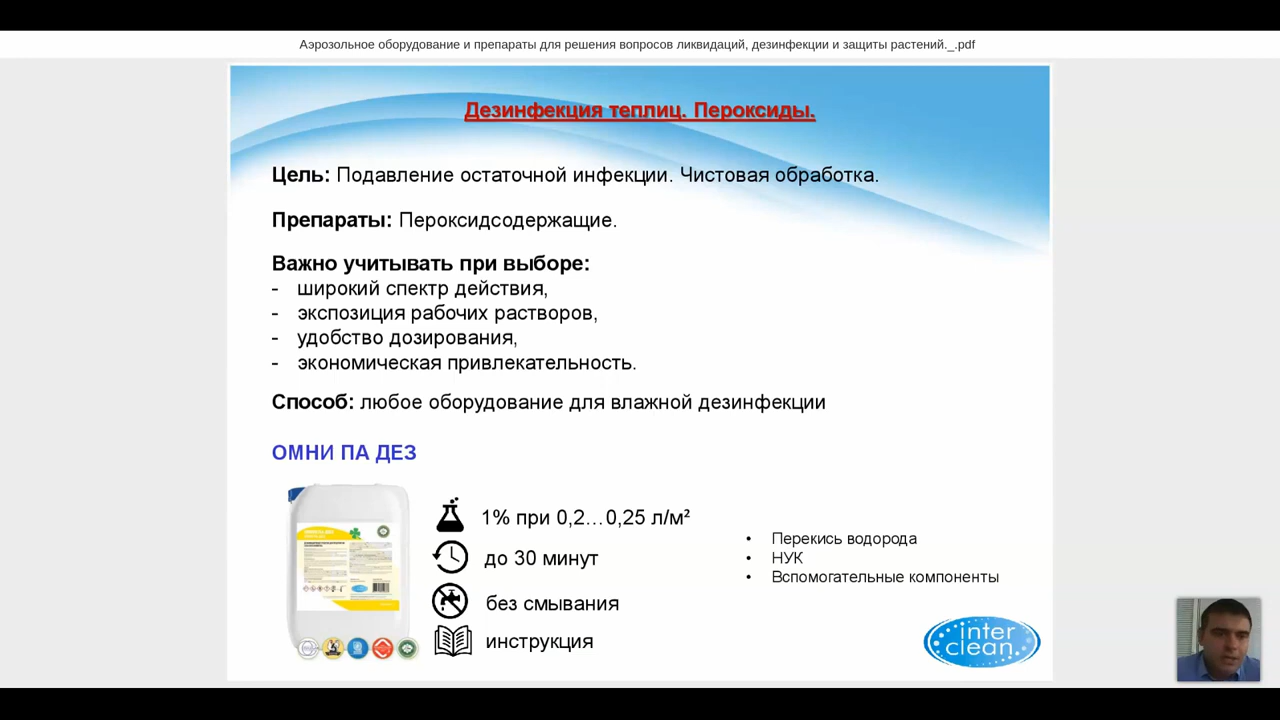 Аэрозольное оборудование и препараты для решения вопросов ликвидаций, дезинфекции и защиты растений._.pdf
Дезинфекция теплиц. Пероксиды.
Цель: Подавление остаточной инфекции. Чистовая обработка.
Препараты: Пероксидсодержащие.
Важно учитывать при выборе:
- широкий спектр действия,
- экспозиция рабочих растворов,
- удобство дозирования,
- экономическая привлекательность.
Способ: любое оборудование для влажной дезинфекции
ОМНИ ПА ДЕЗ
1% при 0,2...0,25 л/м²
до 30 минут
без смывания
инструкция
• Перекись водорода
• НУК
• Вспомогательные компоненты
inter
clean